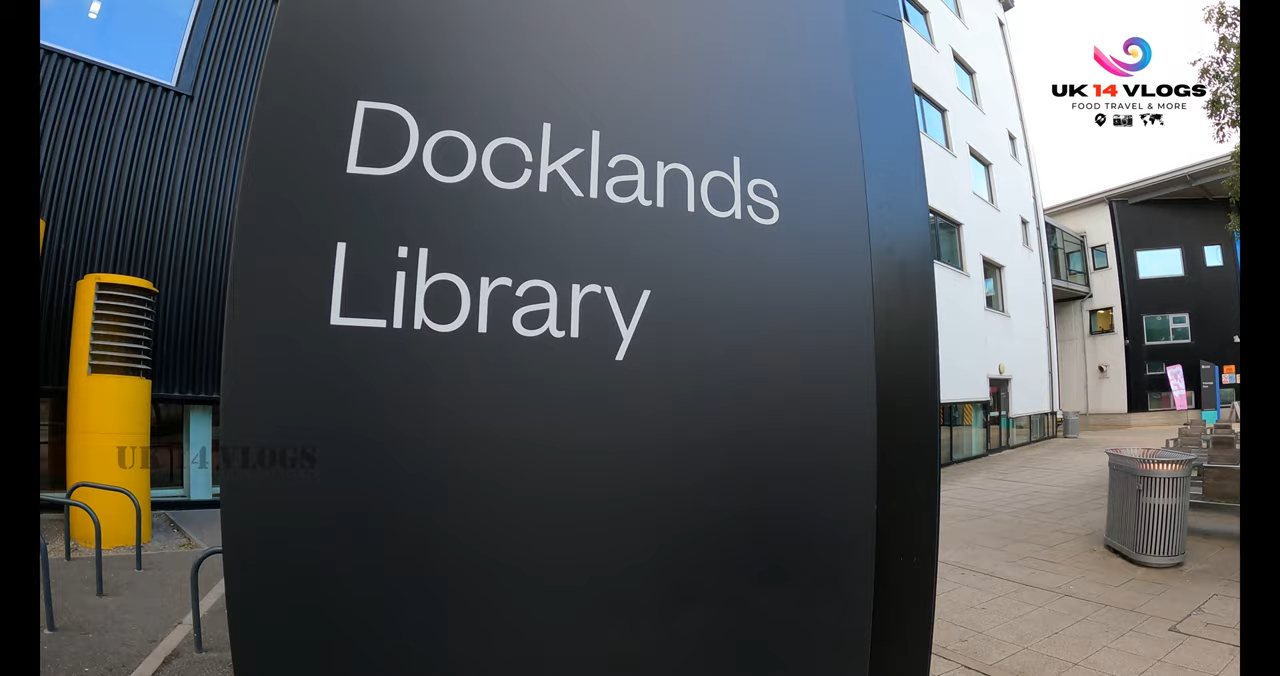 Docklands
Library
UK 14 VLOGS
FOOD TRAVEL & MORE
UK 14 VLOGS